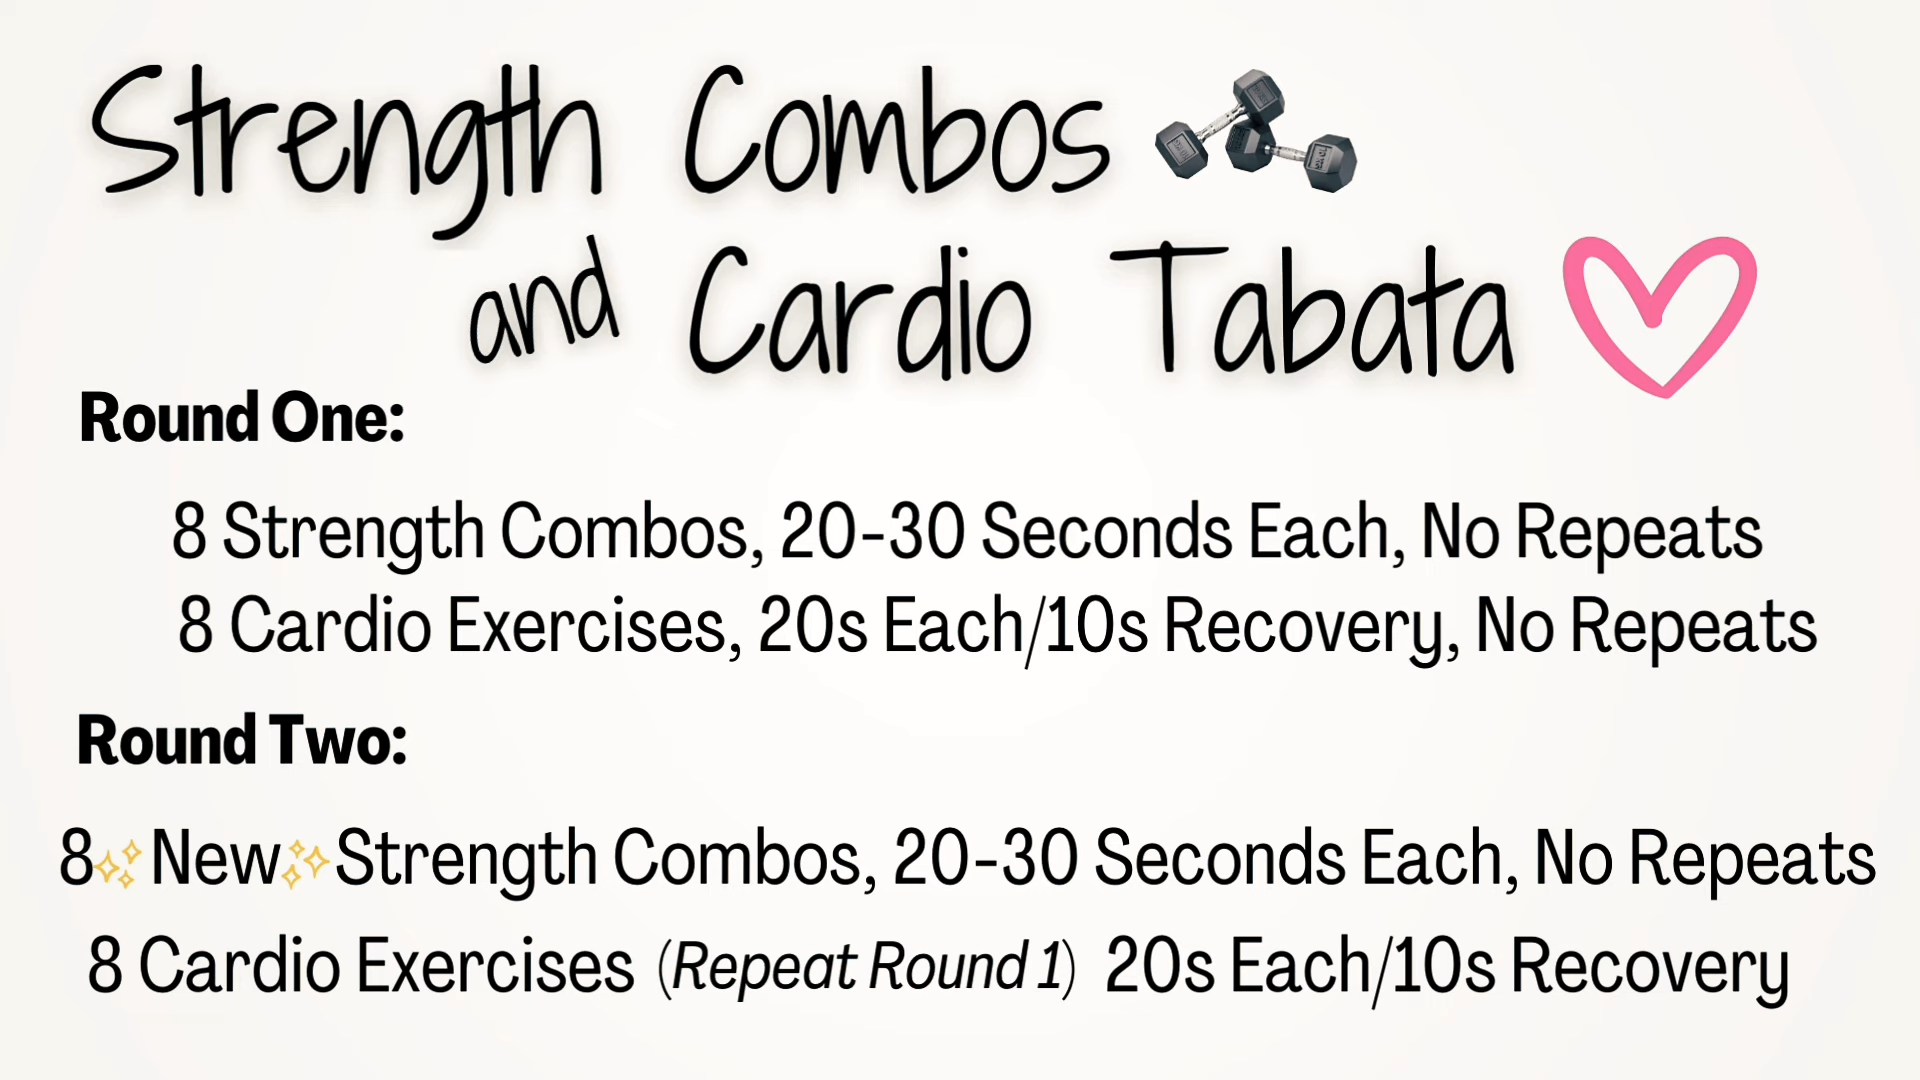 Strength Combos
and Cardio Tabata
Round One:
8 Strength Combos, 20-30 Seconds Each, No Repeats
8 Cardio Exercises, 20s Each/10s Recovery, No Repeats
Round Two:
8✨New✨Strength Combos, 20-30 Seconds Each, No Repeats
8 Cardio Exercises (Repeat Round 1) 20s Each/10s Recovery